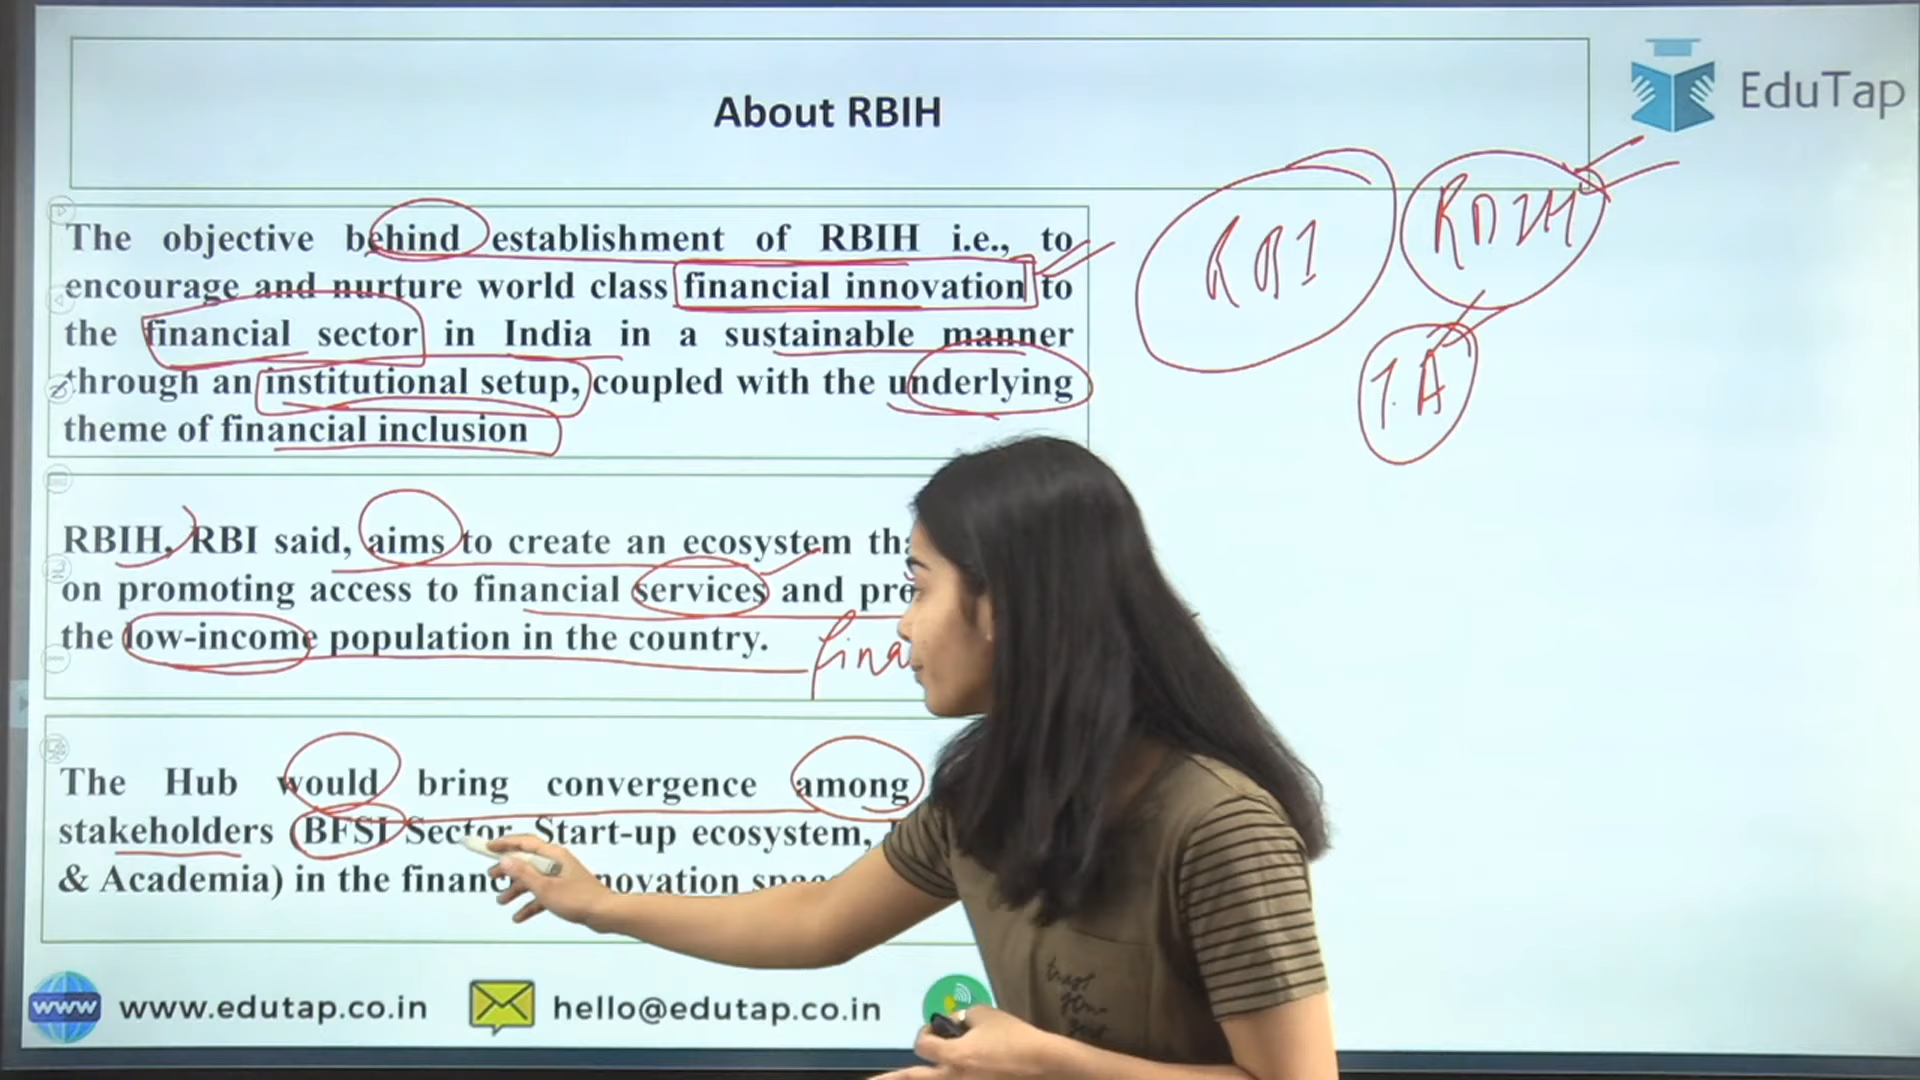 About RBIH
EduTap
The objective behind establishment of RBIH i.e., to
encourage and nurture world class financial innovation to
the financial sector in India in a sustainable manner
through an institutional setup, coupled with the underlying
theme of financial inclusion
RBI
RBIH
RBIH, RBI said, aims to create an ecosystem
on promoting access to financial services and
the low-income population in the country.
The Hub would bring convergence among
stakeholders (BFSI Sector, Start-up ecosystem,
& Academia) in the
www
www.edutap.co.in
hello@edutap.co.in